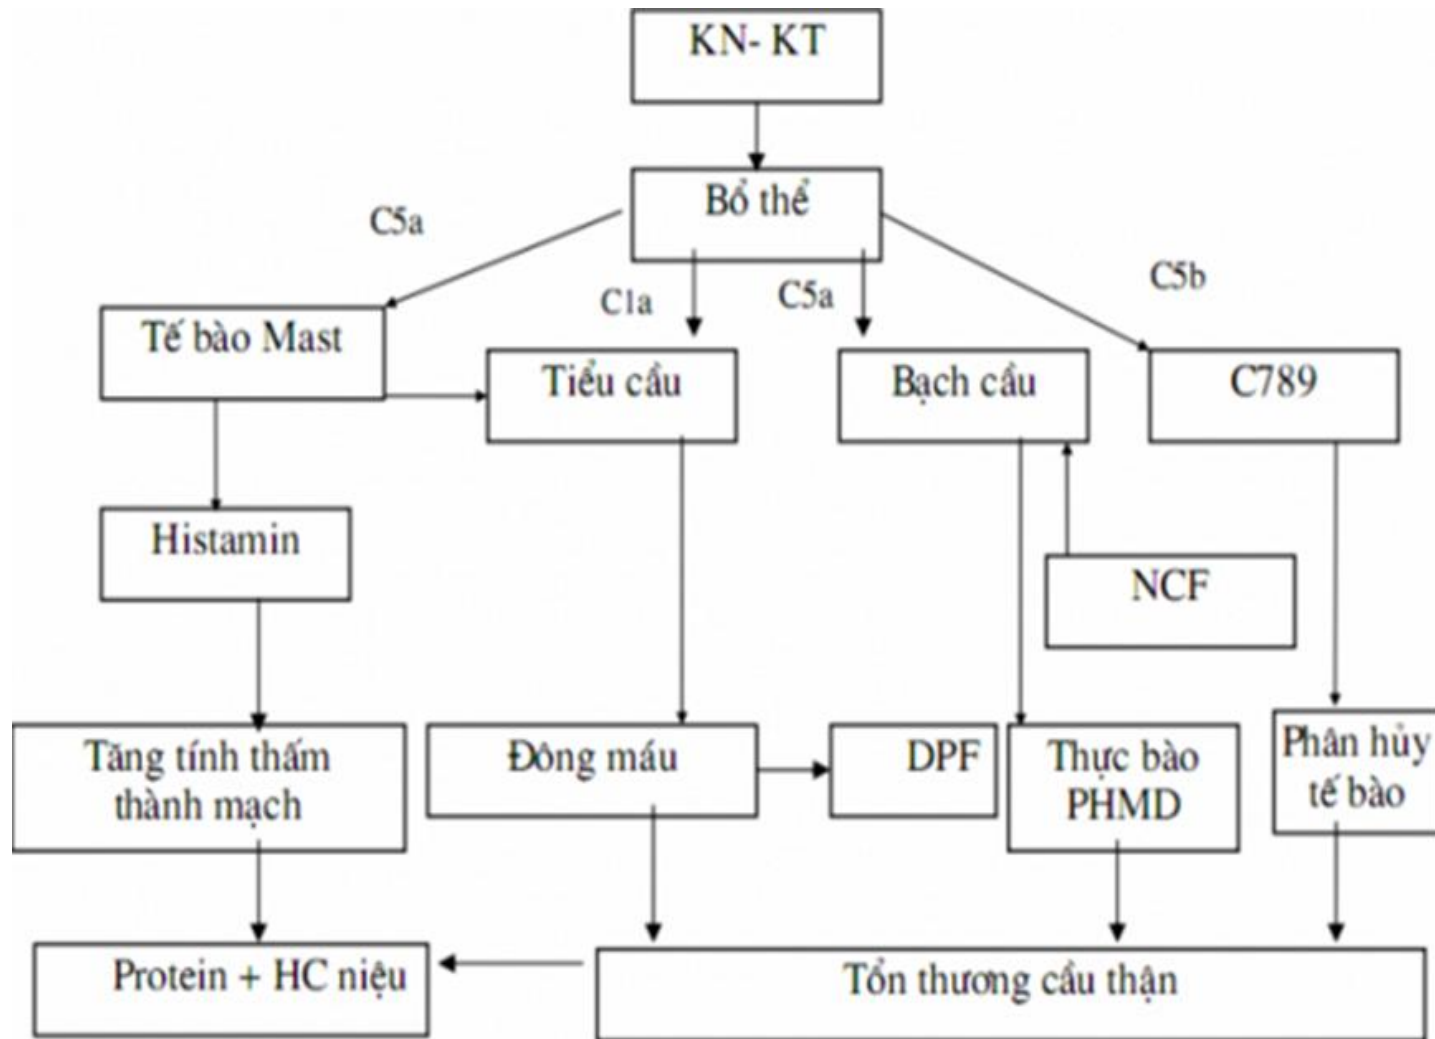 KN- KT
Bổ thể
C5a
C1a
C5a
C5b
Tế bào Mast
Tiểu cầu
Bạch cầu
C789
Histamin
NCF
Tăng tính thấm
thành mạch
Đông máu
DPF
Thực bào
PHMD
Phân hủy
tế bào
Protein + HC niệu
Tổn thương cầu thận